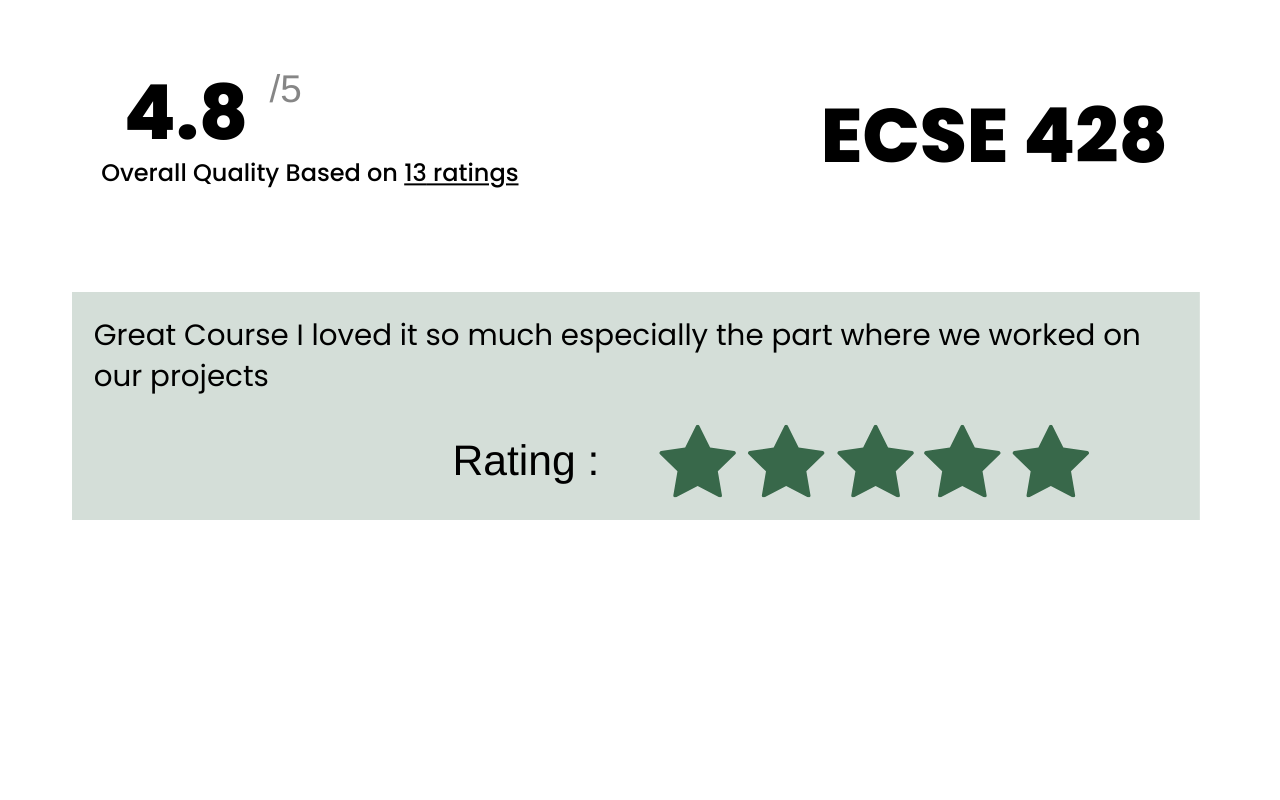 4.8 /5
Overall Quality Based on 13 ratings
ECSE 428
Great Course I loved it so much especially the part where we worked on
our projects
Rating :